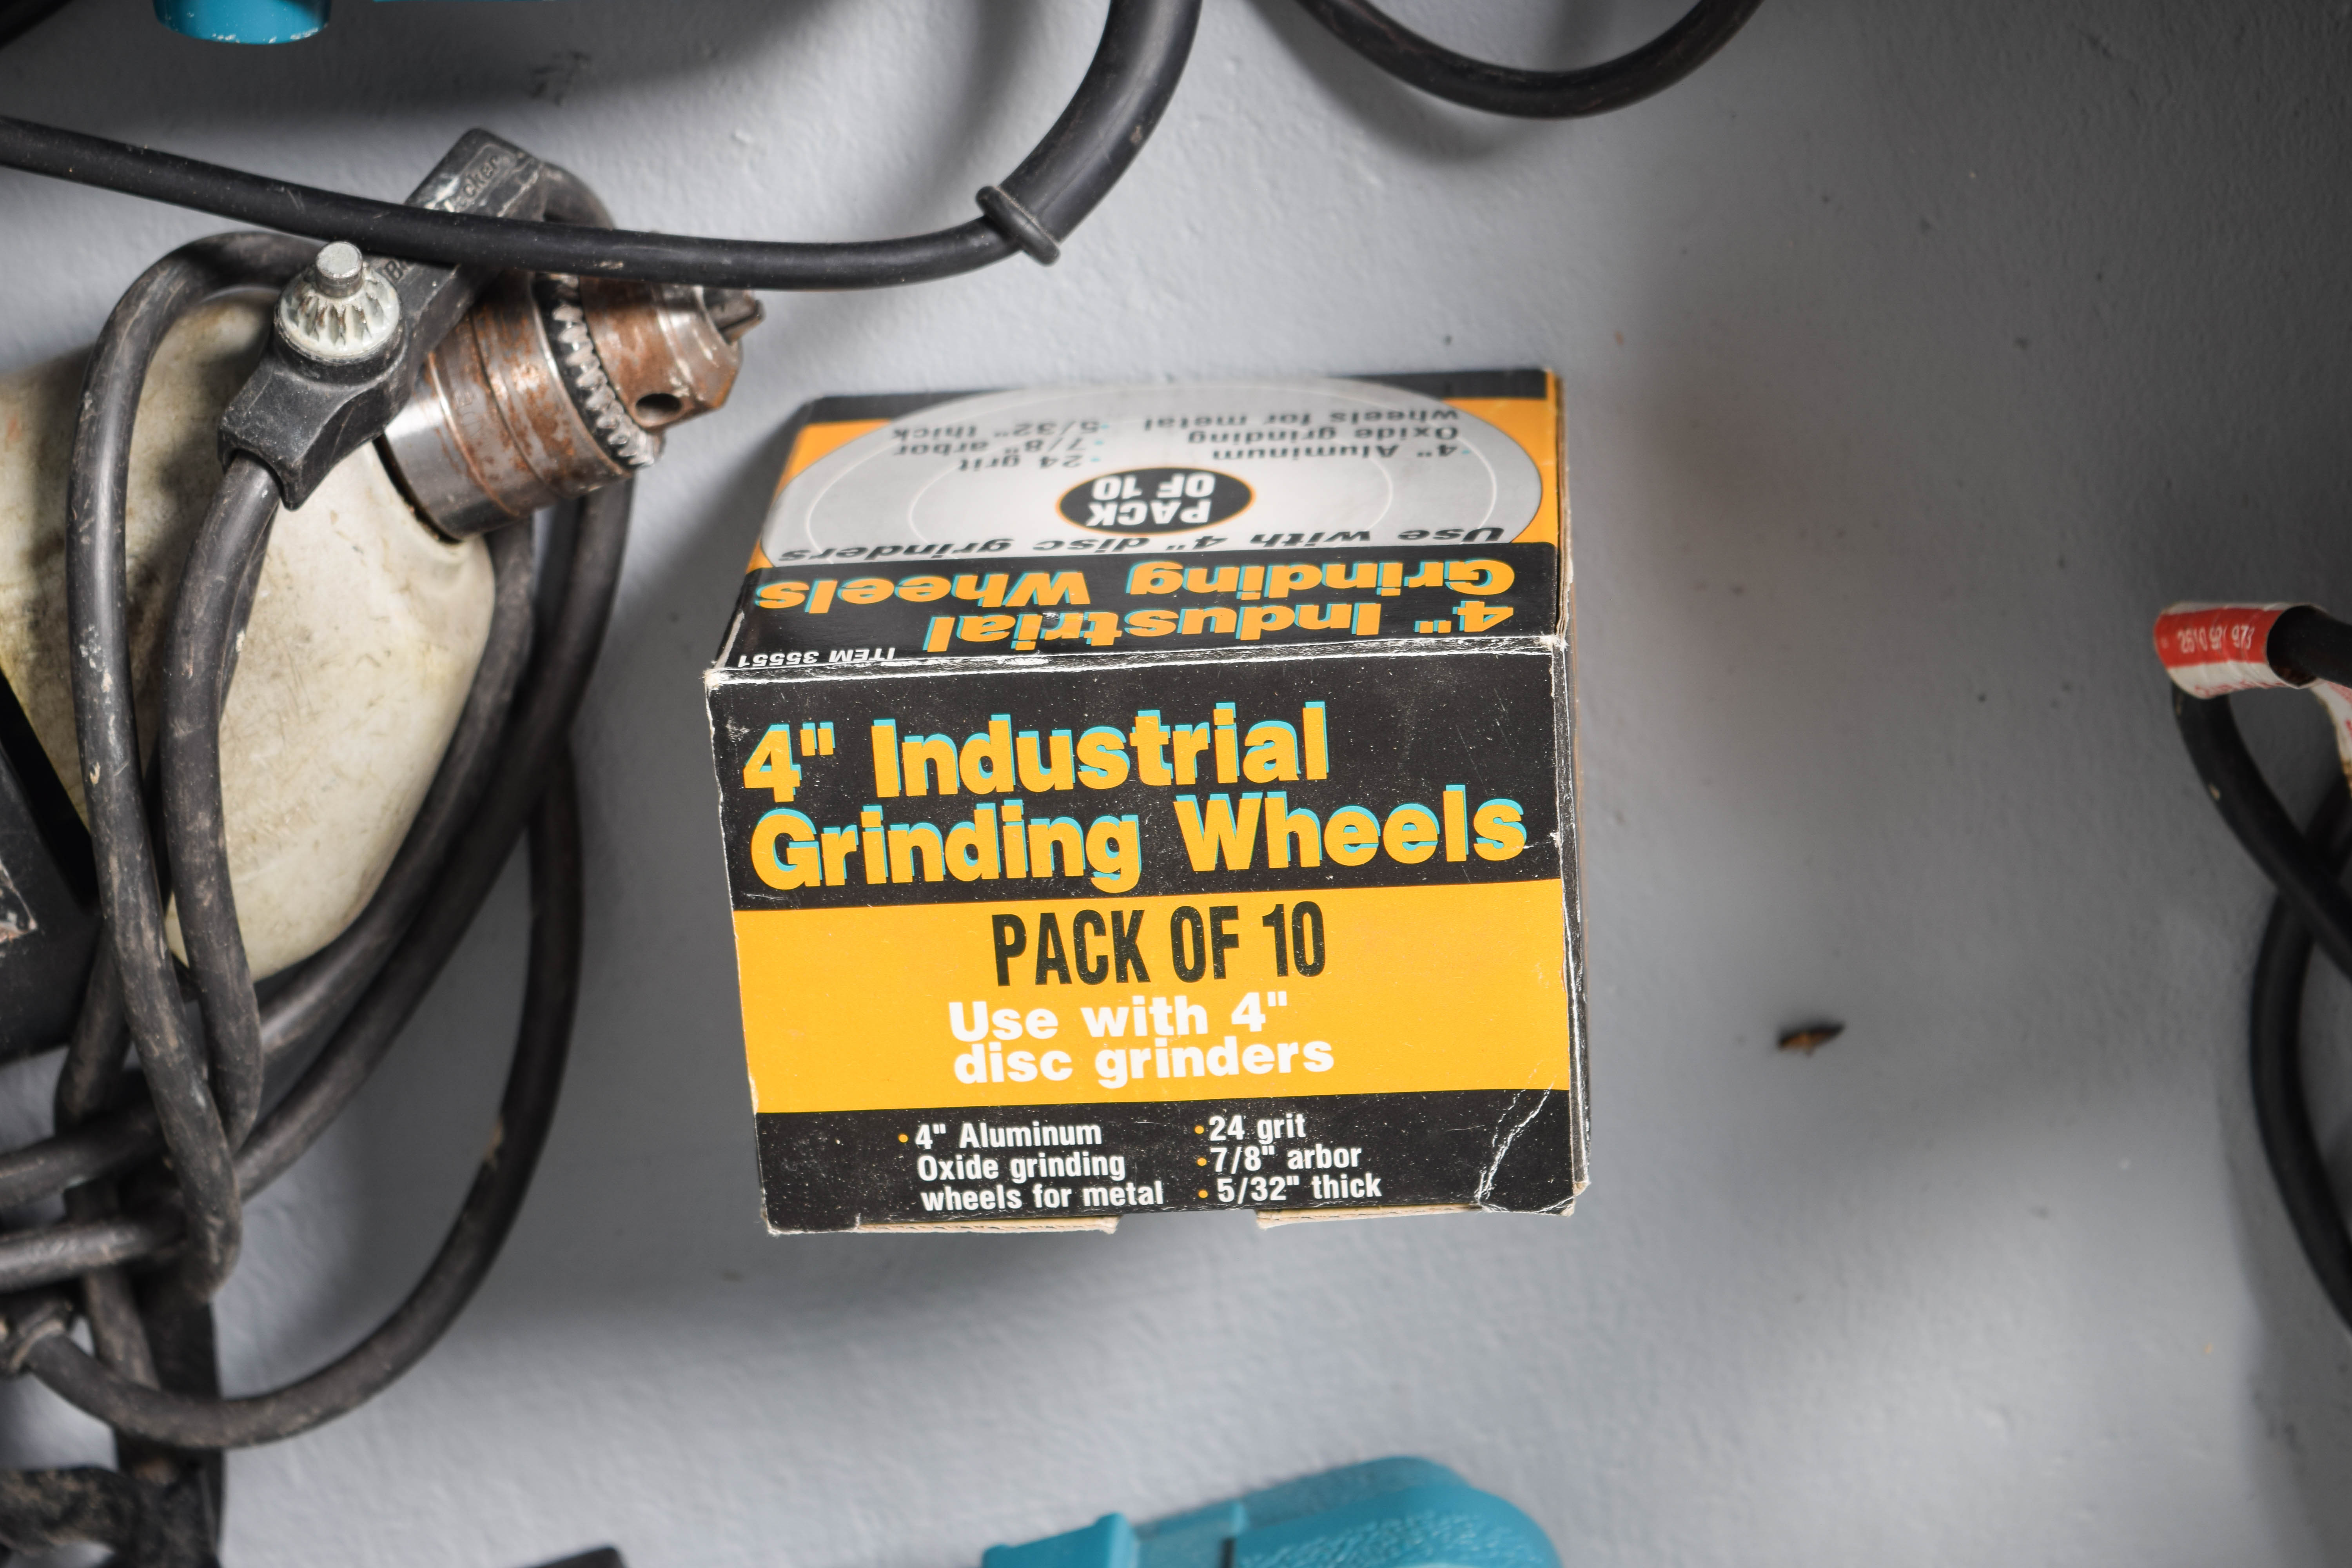 4" Aluminum
Oxide grinding
wheels for metal
24 grit
7/8" arbor
5/32" thick
PACK
OF 10
Use with 4" disc grinders
4" Industrial
Grinding Wheels
ITEM 35551
4" Industrial
Grinding Wheels
PACK OF 10
Use with 4"
disc grinders
•4" Aluminum
Oxide grinding
wheels for metal
•24 grit
•7/8" arbor
•5/32" thick